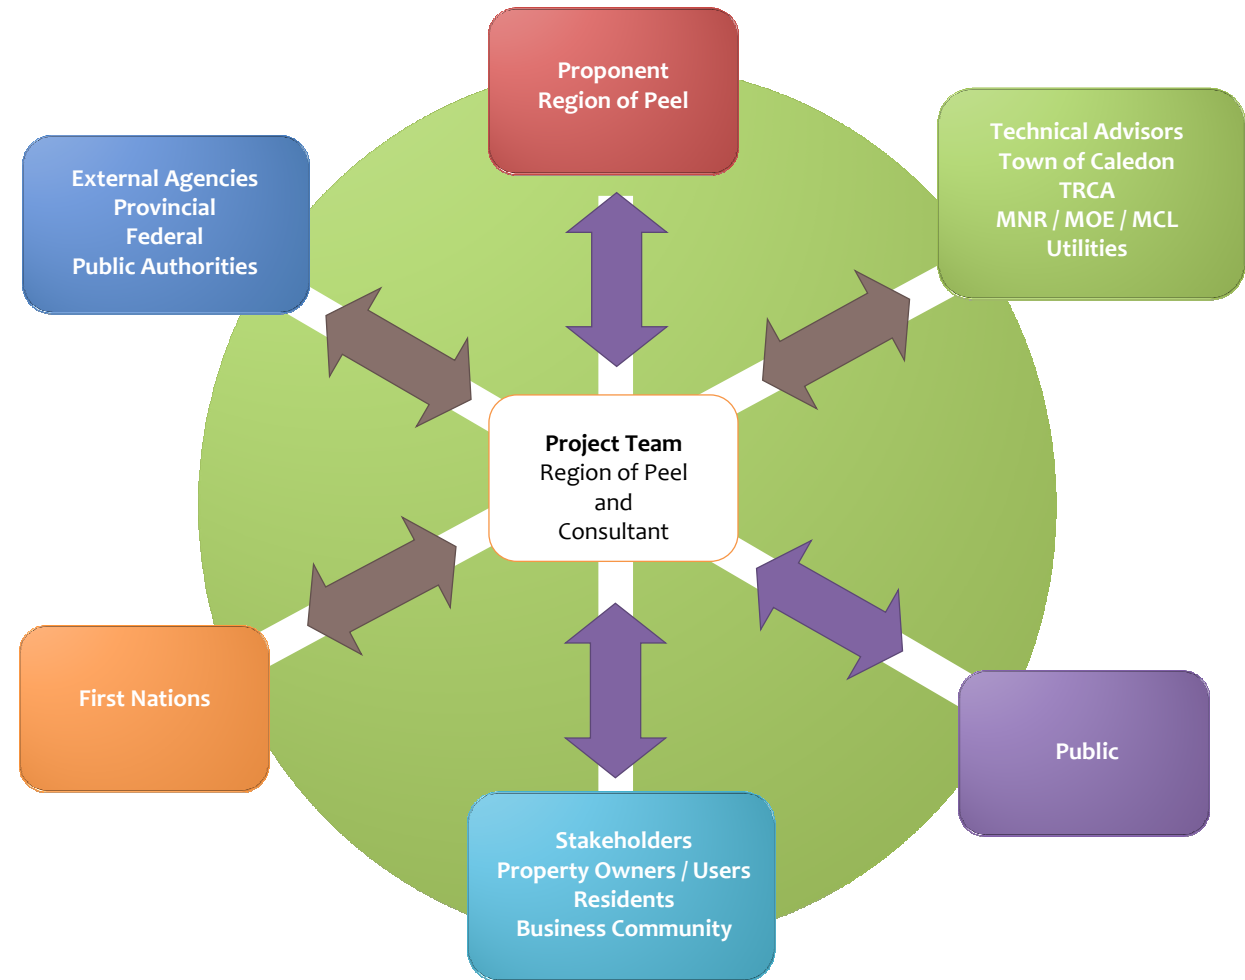 Proponent
Region of Peel
External Agencies
Provincial
Federal
Public Authorities
Technical Advisors
Town of Caledon
TRCA
MNR / MOE / MCL
Utilities
Project Team
Region of Peel
and
Consultant
First Nations
Public
Stakeholders
Property Owners / Users
Residents
Business Community